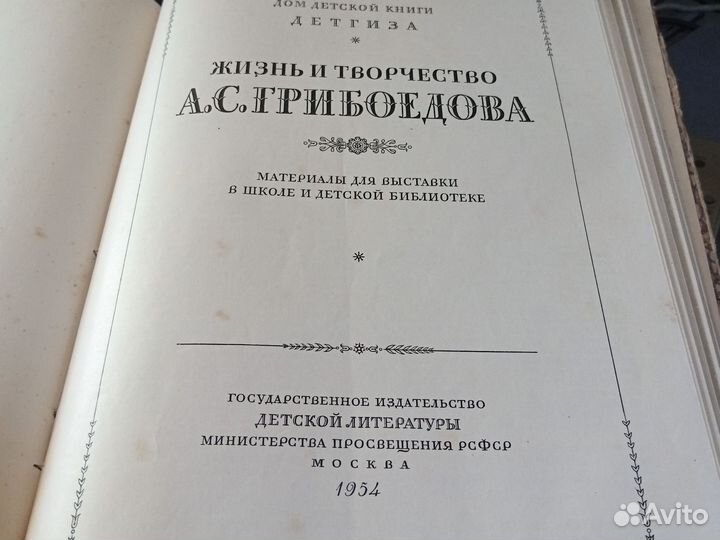 ДОМ ДЕТСКОЙ КНИГИ
ДЕТГИЗА
ЖИЗНЬ И ТВОРЧЕСТВО
А.С.ГРИБОЕДОВА
МАТЕРИАЛЫ ДЛЯ ВЫСТАВКИ
В ШКОЛЕ И ДЕТСКОЙ БИБЛИОТЕКЕ
ГОСУДАРСТВЕННОЕ ИЗДАТЕЛЬСТВО
ДЕТСКОЙ ЛИТЕРАТУРЫ
МИНИСТЕРСТВА ПРОСВЕЩЕНИЯ РСФСР
МОСКВА
1954
Avito